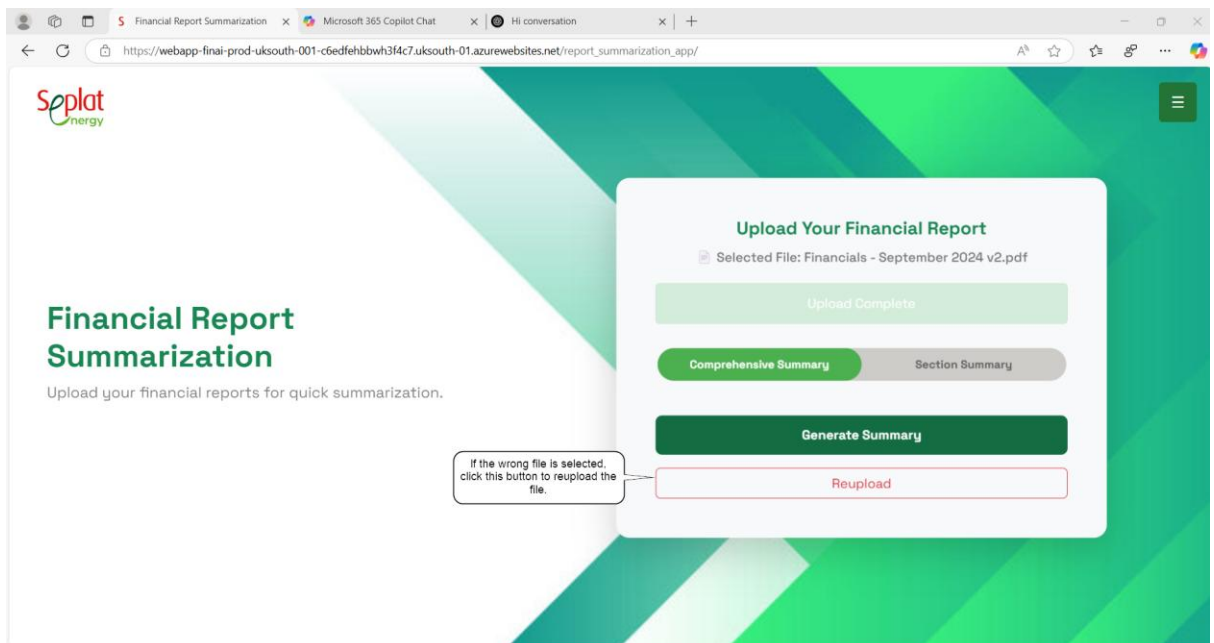 Financial Report Summarization
Microsoft 365 Copilot Chat
Hi conversation
https://webapp-finai-prod-uksouth-001-c6edfehbbwh3f4c7.uksouth-01.azurewebsites.net/report_summarization_app/
Seplat
Energy
Upload Your Financial Report
Selected File: Financials - September 2024 v2.pdf
Upload Complete
Financial Report
Summarization
Upload your financial reports for quick summarization.
Comprehensive Summary
Section Summary
Generate Summary
If the wrong file is selected,
click this button to reupload the
file.
Reupload